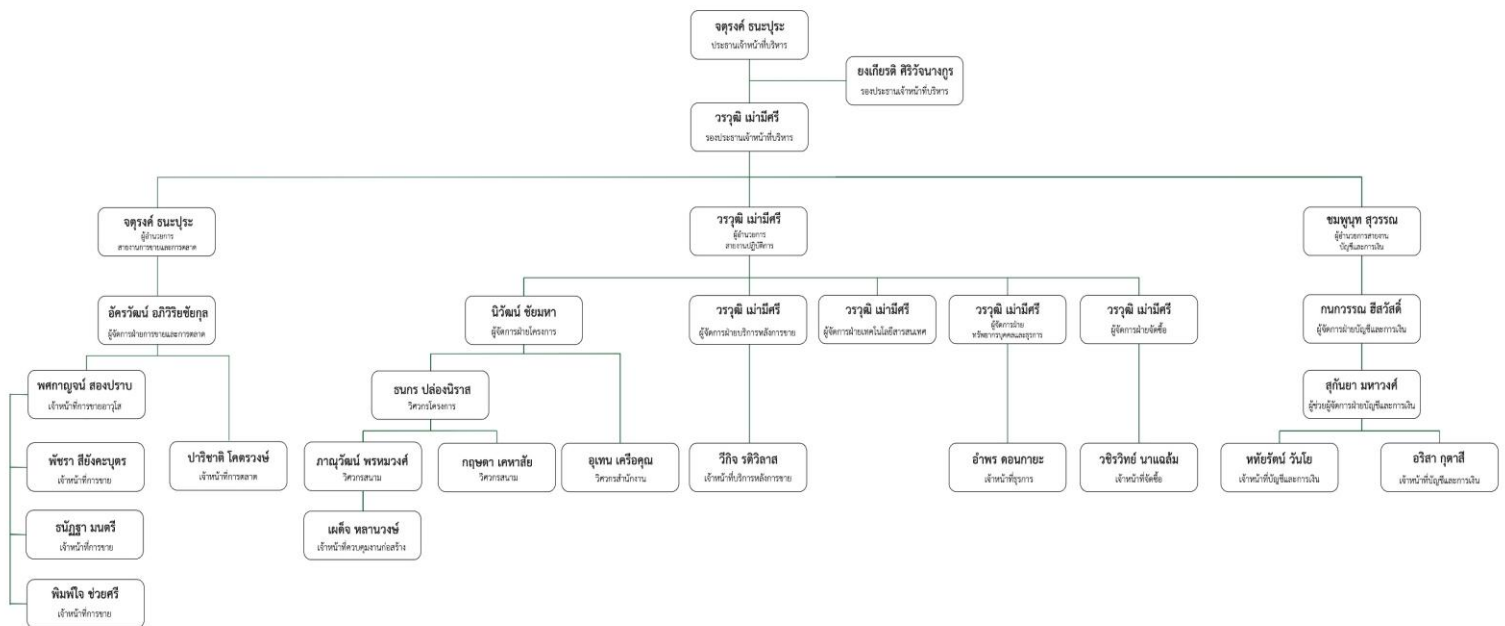 จตุรงค์ ธนะปุระ
ประธานเจ้าหน้าที่บริหาร
ยงเกียรติ ศิริวัจนางกูร
รองประธานเจ้าหน้าที่บริหาร
วรวุฒิ เม่ามีศรี
รองประธานเจ้าหน้าที่บริหาร
จตุรงค์ ธนะปุระ
ผู้อำนวยการ
สายงานการขายและการตลาด
วรวุฒิ เม่ามีศรี
ผู้อำนวยการ
สายงานปฏิบัติการ
ชมพูนุท สุวรรณ
ผู้อำนวยการสายงาน
บัญชีและการเงิน
อัครวัฒน์ อภิวิริยชัยกุล
ผู้จัดการฝ่ายการขายและการตลาด
นิวัฒน์ ชัยมหา
ผู้จัดการฝ่ายโครงการ
วรวุฒิ เม่ามีศรี
ผู้จัดการฝ่ายบริการหลังการขาย
วรวุฒิ เม่ามีศรี
ผู้จัดการฝ่ายเทคโนโลยีสารสนเทศ
วรวุฒิ เม่ามีศรี
ผู้จัดการฝ่าย
ทรัพยากรบุคคลและธุรการ
วรวุฒิ เม่ามีศรี
ผู้จัดการฝ่ายจัดซื้อ
กนกวรรณ ฮีสวัสดิ์
ผู้จัดการฝ่ายบัญชีและการเงิน
พศกาญจน์ สองปราบ
เจ้าหน้าที่การขายอาวุโส
ธนกร ปล่องนิราส
วิศวกรโครงการ
สุกันยา มหาวงศ์
ผู้ช่วยผู้จัดการฝ่ายบัญชีและการเงิน
พัชรา สียังคะบุตร
เจ้าหน้าที่การขาย
ปาริชาติ โคตรวงษ์
เจ้าหน้าที่การตลาด
ภาณุวัฒน์ พรหมวงศ์
วิศวกรสนาม
กฤษดา เคหาสัย
วิศวกรสนาม
อุเทน เครือคุณ
วิศวกรสำนักงาน
วีกิจ รติวิลาส
เจ้าหน้าที่บริการหลังการขาย
อำพร ดอนกายะ
เจ้าหน้าที่ธุรการ
วชิรวิทย์ นาแฉล้ม
เจ้าหน้าที่จัดซื้อ
หทัยรัตน์ วันโย
เจ้าหน้าที่บัญชีและการเงิน
อริสา กุดาสี
เจ้าหน้าที่บัญชีและการเงิน
ธนัฏฐา มนตรี
เจ้าหน้าที่การขาย
เผด็จ หลานวงษ์
เจ้าหน้าที่ควบคุมงานก่อสร้าง
พิมพ์ใจ ช่วยศรี
เจ้าหน้าที่การขาย